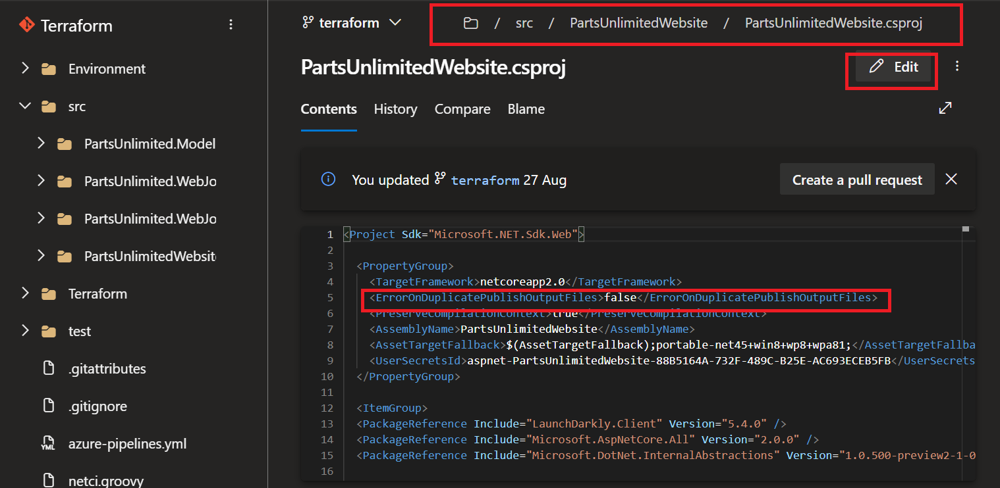 Terraform
Environment
src
PartsUnlimited.Model
PartsUnlimited.WebJo
PartsUnlimited.WebJo
PartsUnlimitedWebsit
Terraform
test
.gitattributes
.gitignore
YML azure-pipelines.yml
netci.groovy
terraform / src / PartsUnlimitedWebsite / PartsUnlimitedWebsite.csproj
PartsUnlimitedWebsite.csproj
Edit
Contents History Compare Blame
You updated terraform 27 Aug
Create a pull request
1 <Project Sdk="Microsoft.NET.Sdk.Web">
2
3 <PropertyGroup>
4 <TargetFramework>netcoreapp2.0</TargetFramework>
5 <ErrorOnDuplicatePublishOutputFiles>false</ErrorOnDuplicatePublishOutputFiles>
6 <PreserveCompilationContext>true</PreserveCompilationContext>
7 <AssemblyName>PartsUnlimitedWebsite</AssemblyName>
8 <AssetTargetFallback>$(AssetTargetFallback);portable-net45+win8+wp8+wpa81;</AssetTargetFallba
9 <UserSecretsId>aspnet-PartsUnlimitedWebsite-88B5164A-732F-489C-B25E-AC693ECEB5FB</UserSecrets
10 </PropertyGroup>
11
12 <ItemGroup>
13 <PackageReference Include="LaunchDarkly.Client" Version="5.4.0" />
14 <PackageReference Include="Microsoft.AspNetCore.All" Version="2.0.0" />
15 <PackageReference Include="Microsoft.DotNet.InternalAbstractions" Version="1.0.500-preview2-1-0
16